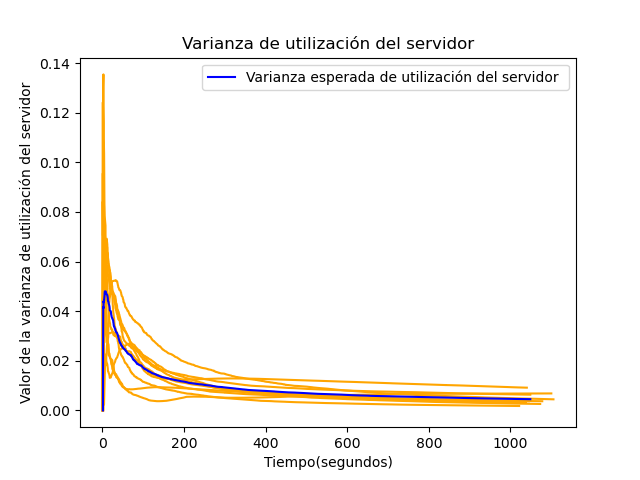 Varianza de utilización del servidor
Varianza esperada de utilización del servidor
Valor de la varianza de utilización del servidor
0.14
0.12
0.10
0.08
0.06
0.04
0.02
0.00
0 200 400 600 800 1000
Tiempo(segundos)